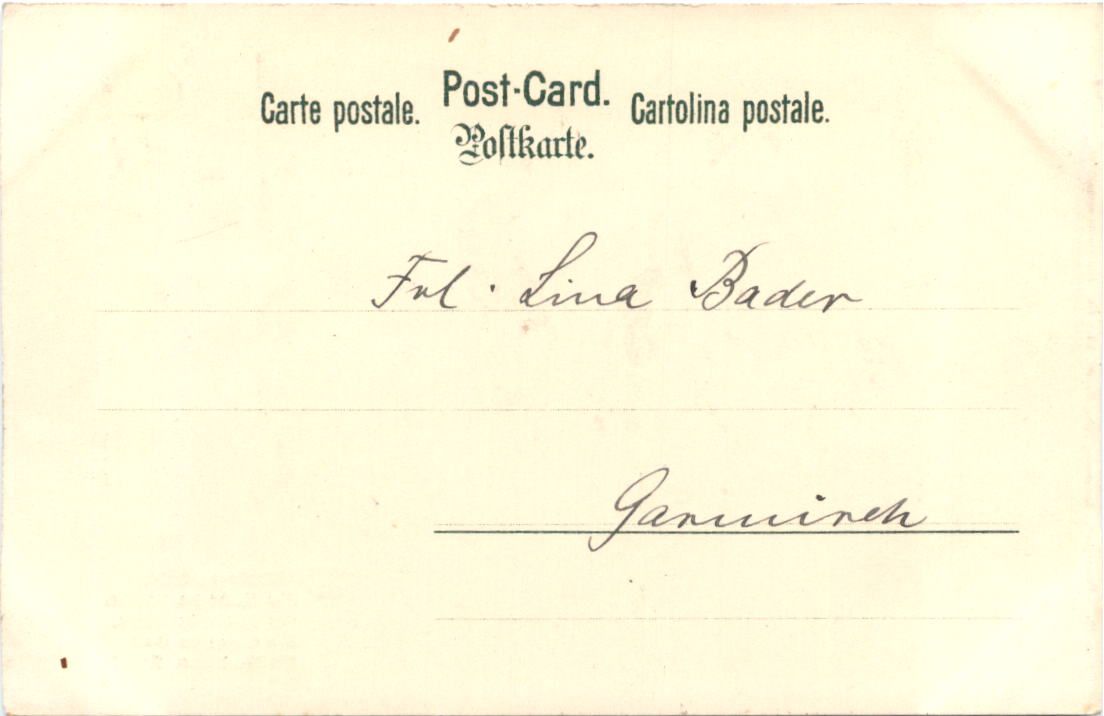 Carte postale. Post-Card. Cartolina postale.
Postkarte.
Frl. Lina Bader
Garmisch